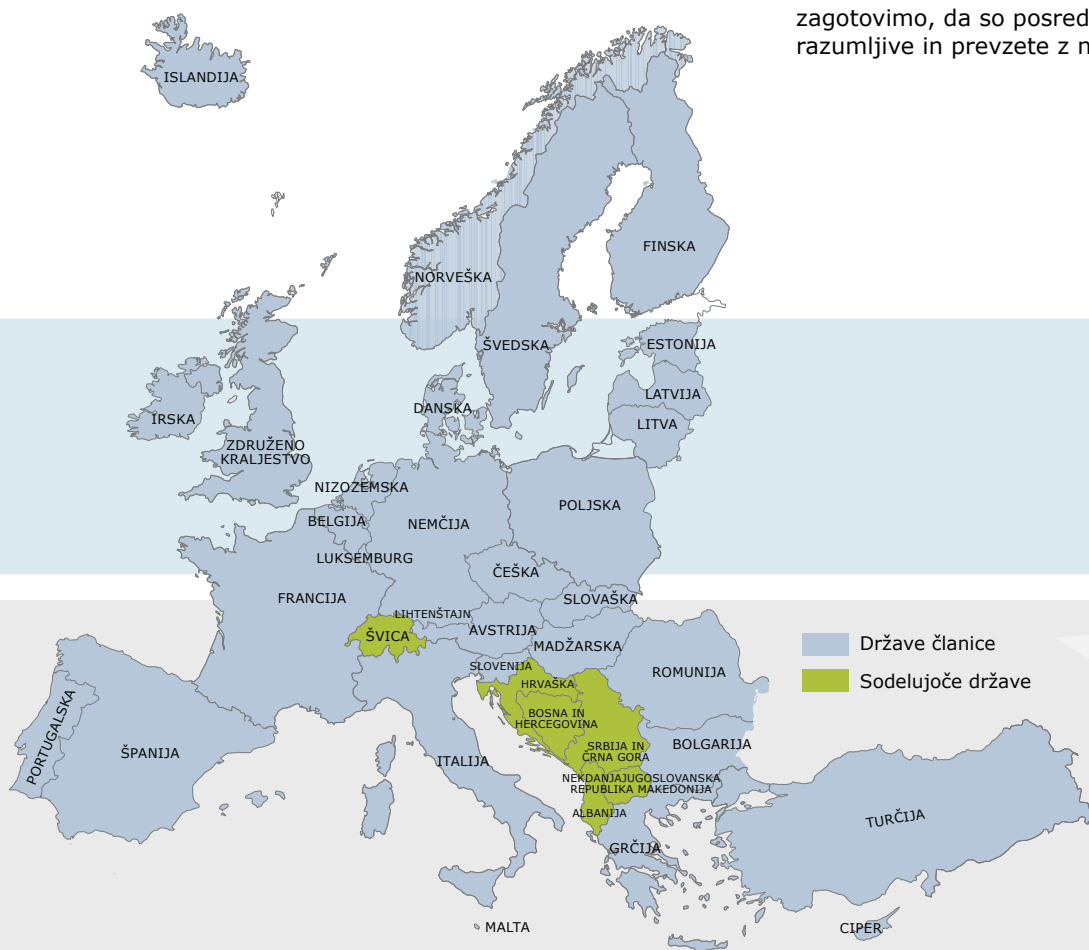 zagotovimo, da so posred
razumljive in prevzete z
ISLANDIJA
FINSKA
NORVEŠKA
ŠVEDSKA
ESTONIJA
LATVIJA
LITVA
DANSKA
IRSKA
ZDRUŽENO
KRALJESTVO
NIZOZEMSKA
BELGIJA
NEMČIJA
POLJSKA
LUKSEMBURG
ČEŠKA
FRANCIJA
SLOVAŠKA
LIHTENŠTAJN
ŠVICA
AVSTRIJA
MADŽARSKA
SLOVENIJA
HRVAŠKA
ROMUNIJA
Države članice
Sodelujoče države
BOSNA IN
HERCEGOVINA
SRBIJA IN
ČRNA GORA
BOLGARIJA
PORTUGALSKA
ŠPANIJA
ITALIJA
NEKDANJAJUGOSLOVANSKA
REPUBLIKA MAKEDONIJA
ALBANIJA
GRČIJA
TURČIJA
MALTA
CIPER